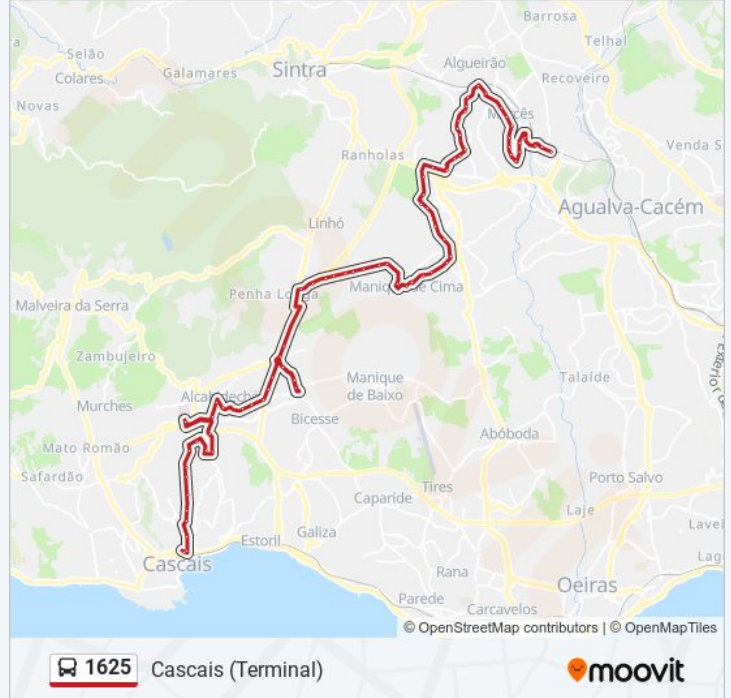 Barrosa
Telhal
Selão
Algueirão
Galamares
Sintra
Colares
Recoveiro
Novas
Mercês
Venda S
Ranholas
Agualva-Cacém
Linhó
Penha Longa
Manique de Cima
Malveira da Serra
Zambujeiro
Talaíde
Manique
de Baixo
Alcabideche
Murches
Bicesse
Abóboda
Mato Romão
Safardão
Porto Salvo
Tires
Caparide
Laje
Lavei
Galiza
Estoril
Cascais
Lag
Rana
Oeiras
Parede
Carcavelos
© OpenStreetMap contributors | © OpenMapTiles
1625 Cascais (Terminal)
moovit